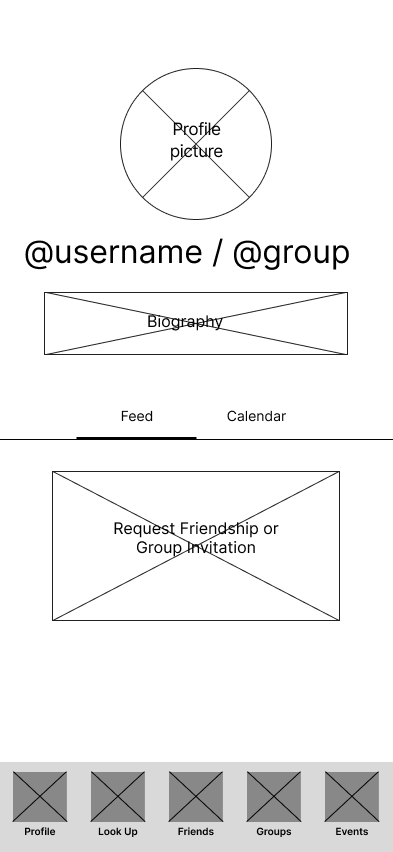 Profile
picture
@username / @group
Biography
Feed Calendar
Request Friendship or
Group Invitation
Profile Look Up Friends Groups Events